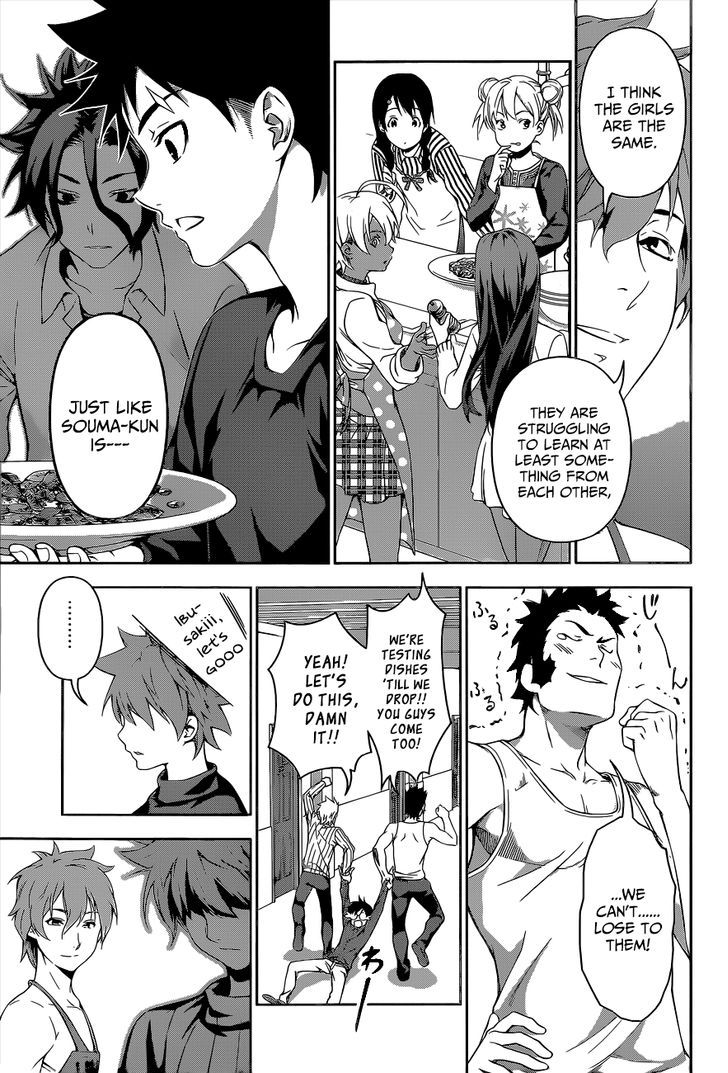 I THINK
THE GIRLS
ARE THE
SAME.
THEY ARE
STRUGGLING
TO LEARN AT
LEAST SOME-
THING FROM
EACH OTHER,
JUST LIKE
SOUMA-KUN
IS---
じ〜ん
ふる
ふる
...WE
CAN'T......
LOSE TO
THEM!
WE'RE
TESTING
DISHES
'TILL WE
DROP!!
YOU GUYS
COME
TOO!
YEAH!
LET'S
DO THIS,
DAMN
IT!!
わー
IBU-
SAKIII,
LET'S
GOOO
........